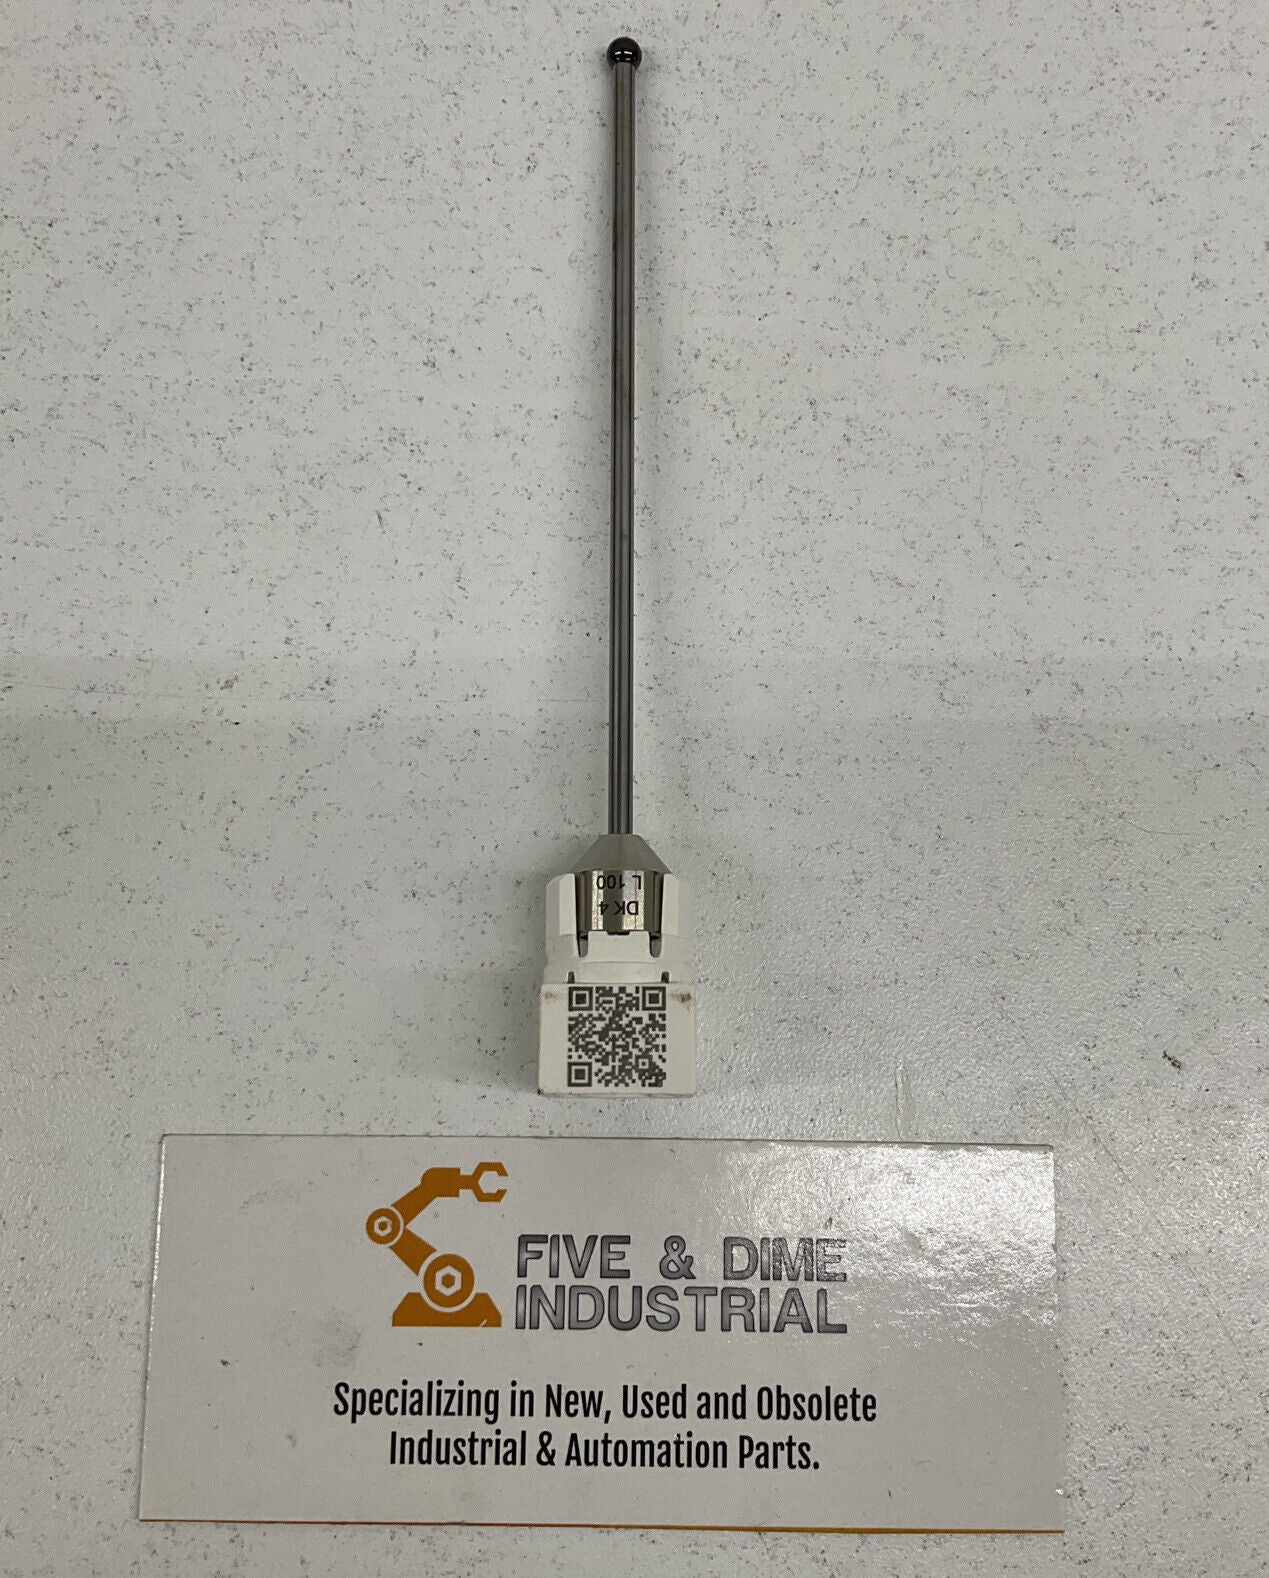 DK 4
L 100
FIVE & DIME
INDUSTRIAL
Specializing in New, Used and Obsolete
Industrial & Automation Parts.